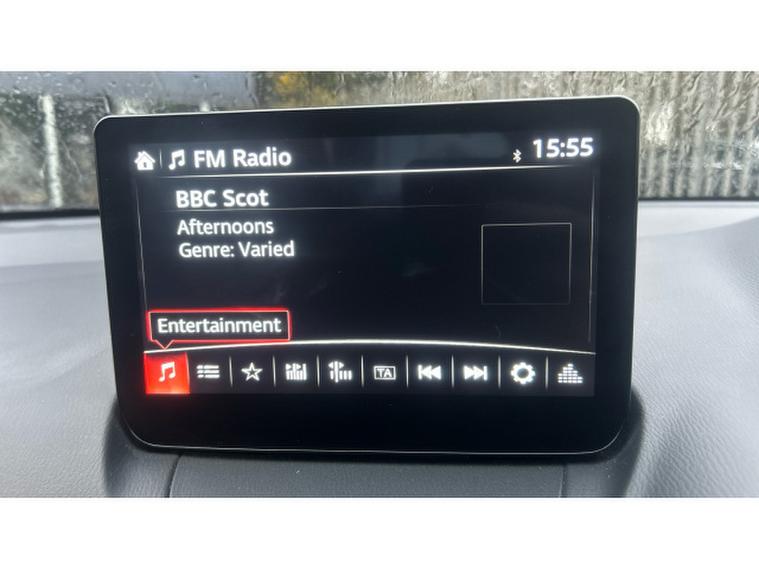 FM Radio
15:55
BBC Scot
Afternoons
Genre: Varied
Entertainment
TA